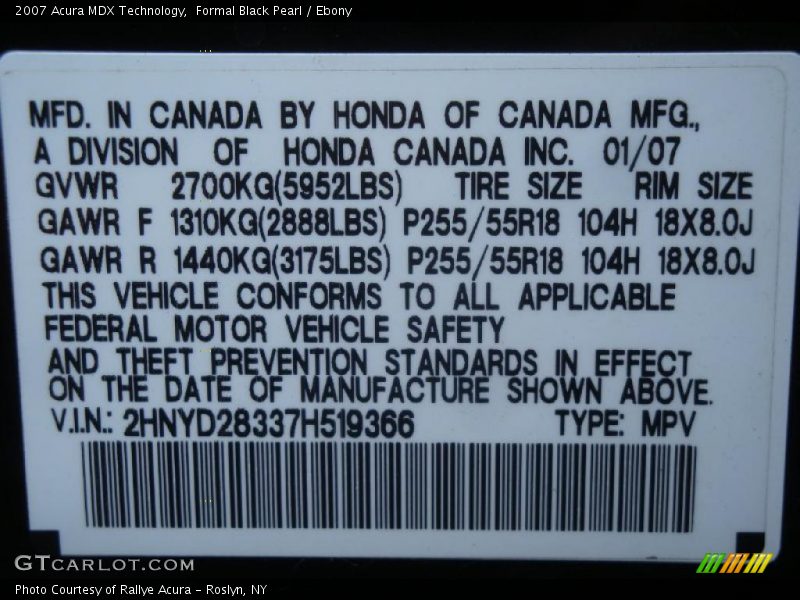 2007 Acura MDX Technology,  Formal Black Pearl / Ebony
MFD. IN CANADA BY HONDA OF CANADA MFG.,
A DIVISION OF HONDA CANADA INC. 01/07
GVWR 2700KG(5952LBS) TIRE SIZE RIM SIZE
GAWR F 1310KG(2888LBS) P255/55R18 104H 18X8.0J
GAWR R 1440KG(3175LBS) P255/55R18 104H 18X8.0J
THIS VEHICLE CONFORMS TO ALL APPLICABLE
FEDERAL MOTOR VEHICLE SAFETY
AND THEFT PREVENTION STANDARDS IN EFFECT
ON THE DATE OF MANUFACTURE SHOWN ABOVE.
V.I.N.: 2HNYD28337H519366 TYPE: MPV
GTCARLOT.COM
Photo Courtesy of Rallye Acura - Roslyn, NY